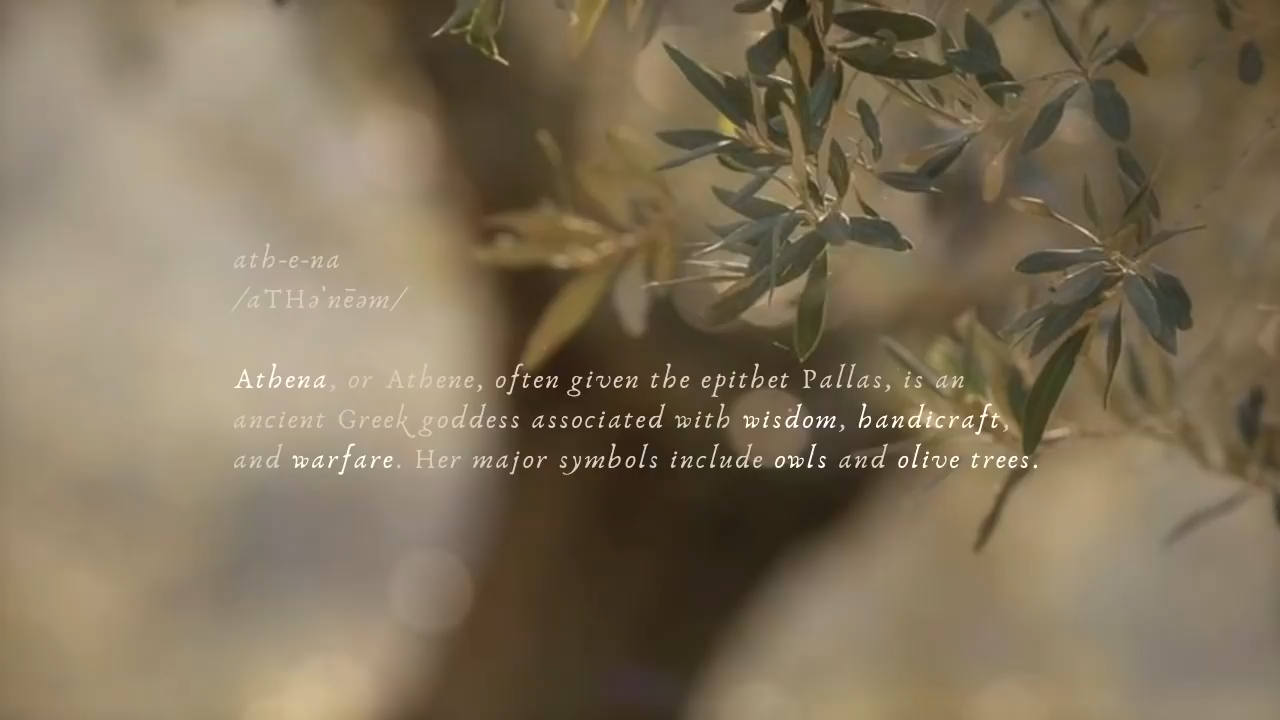 ath-e-na
/aTHəˈnēəm/
Athena, or Athene, often given the epithet Pallas, is an
ancient Greek goddess associated with wisdom, handicraft,
and warfare. Her major symbols include owls and olive trees.